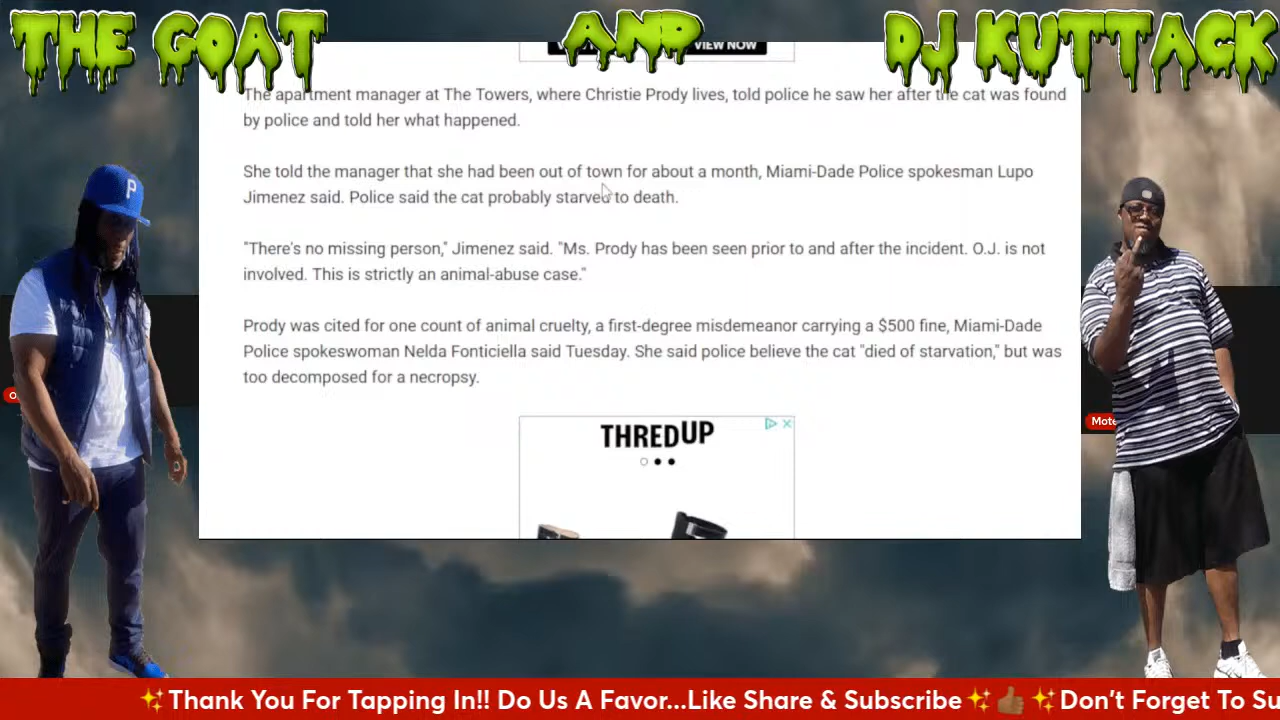 THE GOAT
AND
DJ KUTTACK
VIEW NOW
The apartment manager at The Towers, where Christie Prody lives, told police he saw her after the cat was found
by police and told her what happened.
She told the manager that she had been out of town for about a month, Miami-Dade Police spokesman Lupo
Jimenez said. Police said the cat probably starved to death.
"There's no missing person," Jimenez said. "Ms. Prody has been seen prior to and after the incident. O.J. is not
involved. This is strictly an animal-abuse case."
Prody was cited for one count of animal cruelty, a first-degree misdemeanor carrying a $500 fine, Miami-Dade
Police spokeswoman Nelda Fonticiella said Tuesday. She said police believe the cat "died of starvation," but was
too decomposed for a necropsy.
THREDUP
P
Mote
✨Thank You For Tapping In!! Do Us A Favor...Like Share & Subscribe✨👍🏾✨Don't Forget To Su